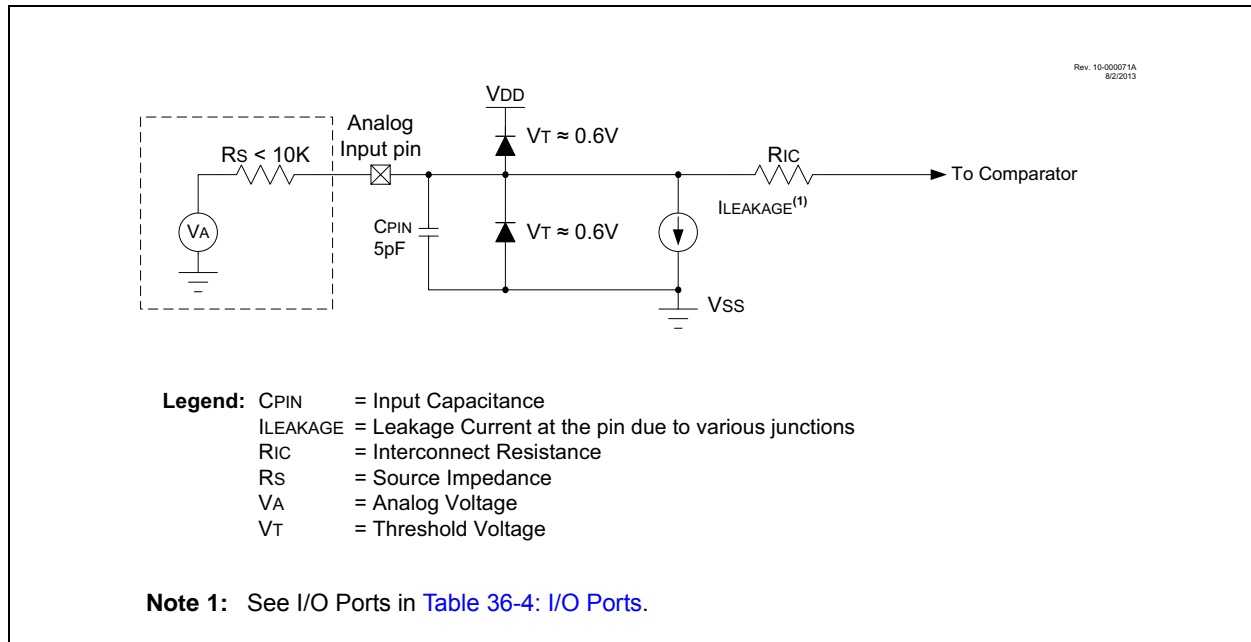 Rev. 10-000071A
8/2/2013
VDD
Analog
Input pin
VT ≈ 0.6V
RS < 10K
RIC
To Comparator
ILEAKAGE(1)
CPIN
5pF
VA
VT ≈ 0.6V
VSS
Legend: CPIN = Input Capacitance
ILEAKAGE = Leakage Current at the pin due to various junctions
RIC = Interconnect Resistance
RS = Source Impedance
VA = Analog Voltage
VT = Threshold Voltage
Note 1: See I/O Ports in Table 36-4: I/O Ports.